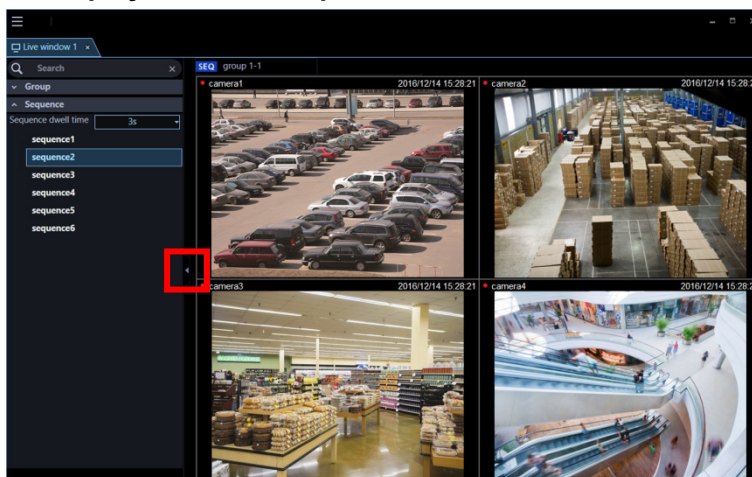 Live window 1 ×
Search ×
SEQ group 1-1
Group
Sequence
Sequence dwell time 3s
sequence1
sequence2
sequence3
sequence4
sequence5
sequence6
camera1 2016/12/14 15:28:21
camera2 2016/12/14 15:28:2
camera3 2016/12/14 15:28:21
camera4 2016/12/14 15:28:2